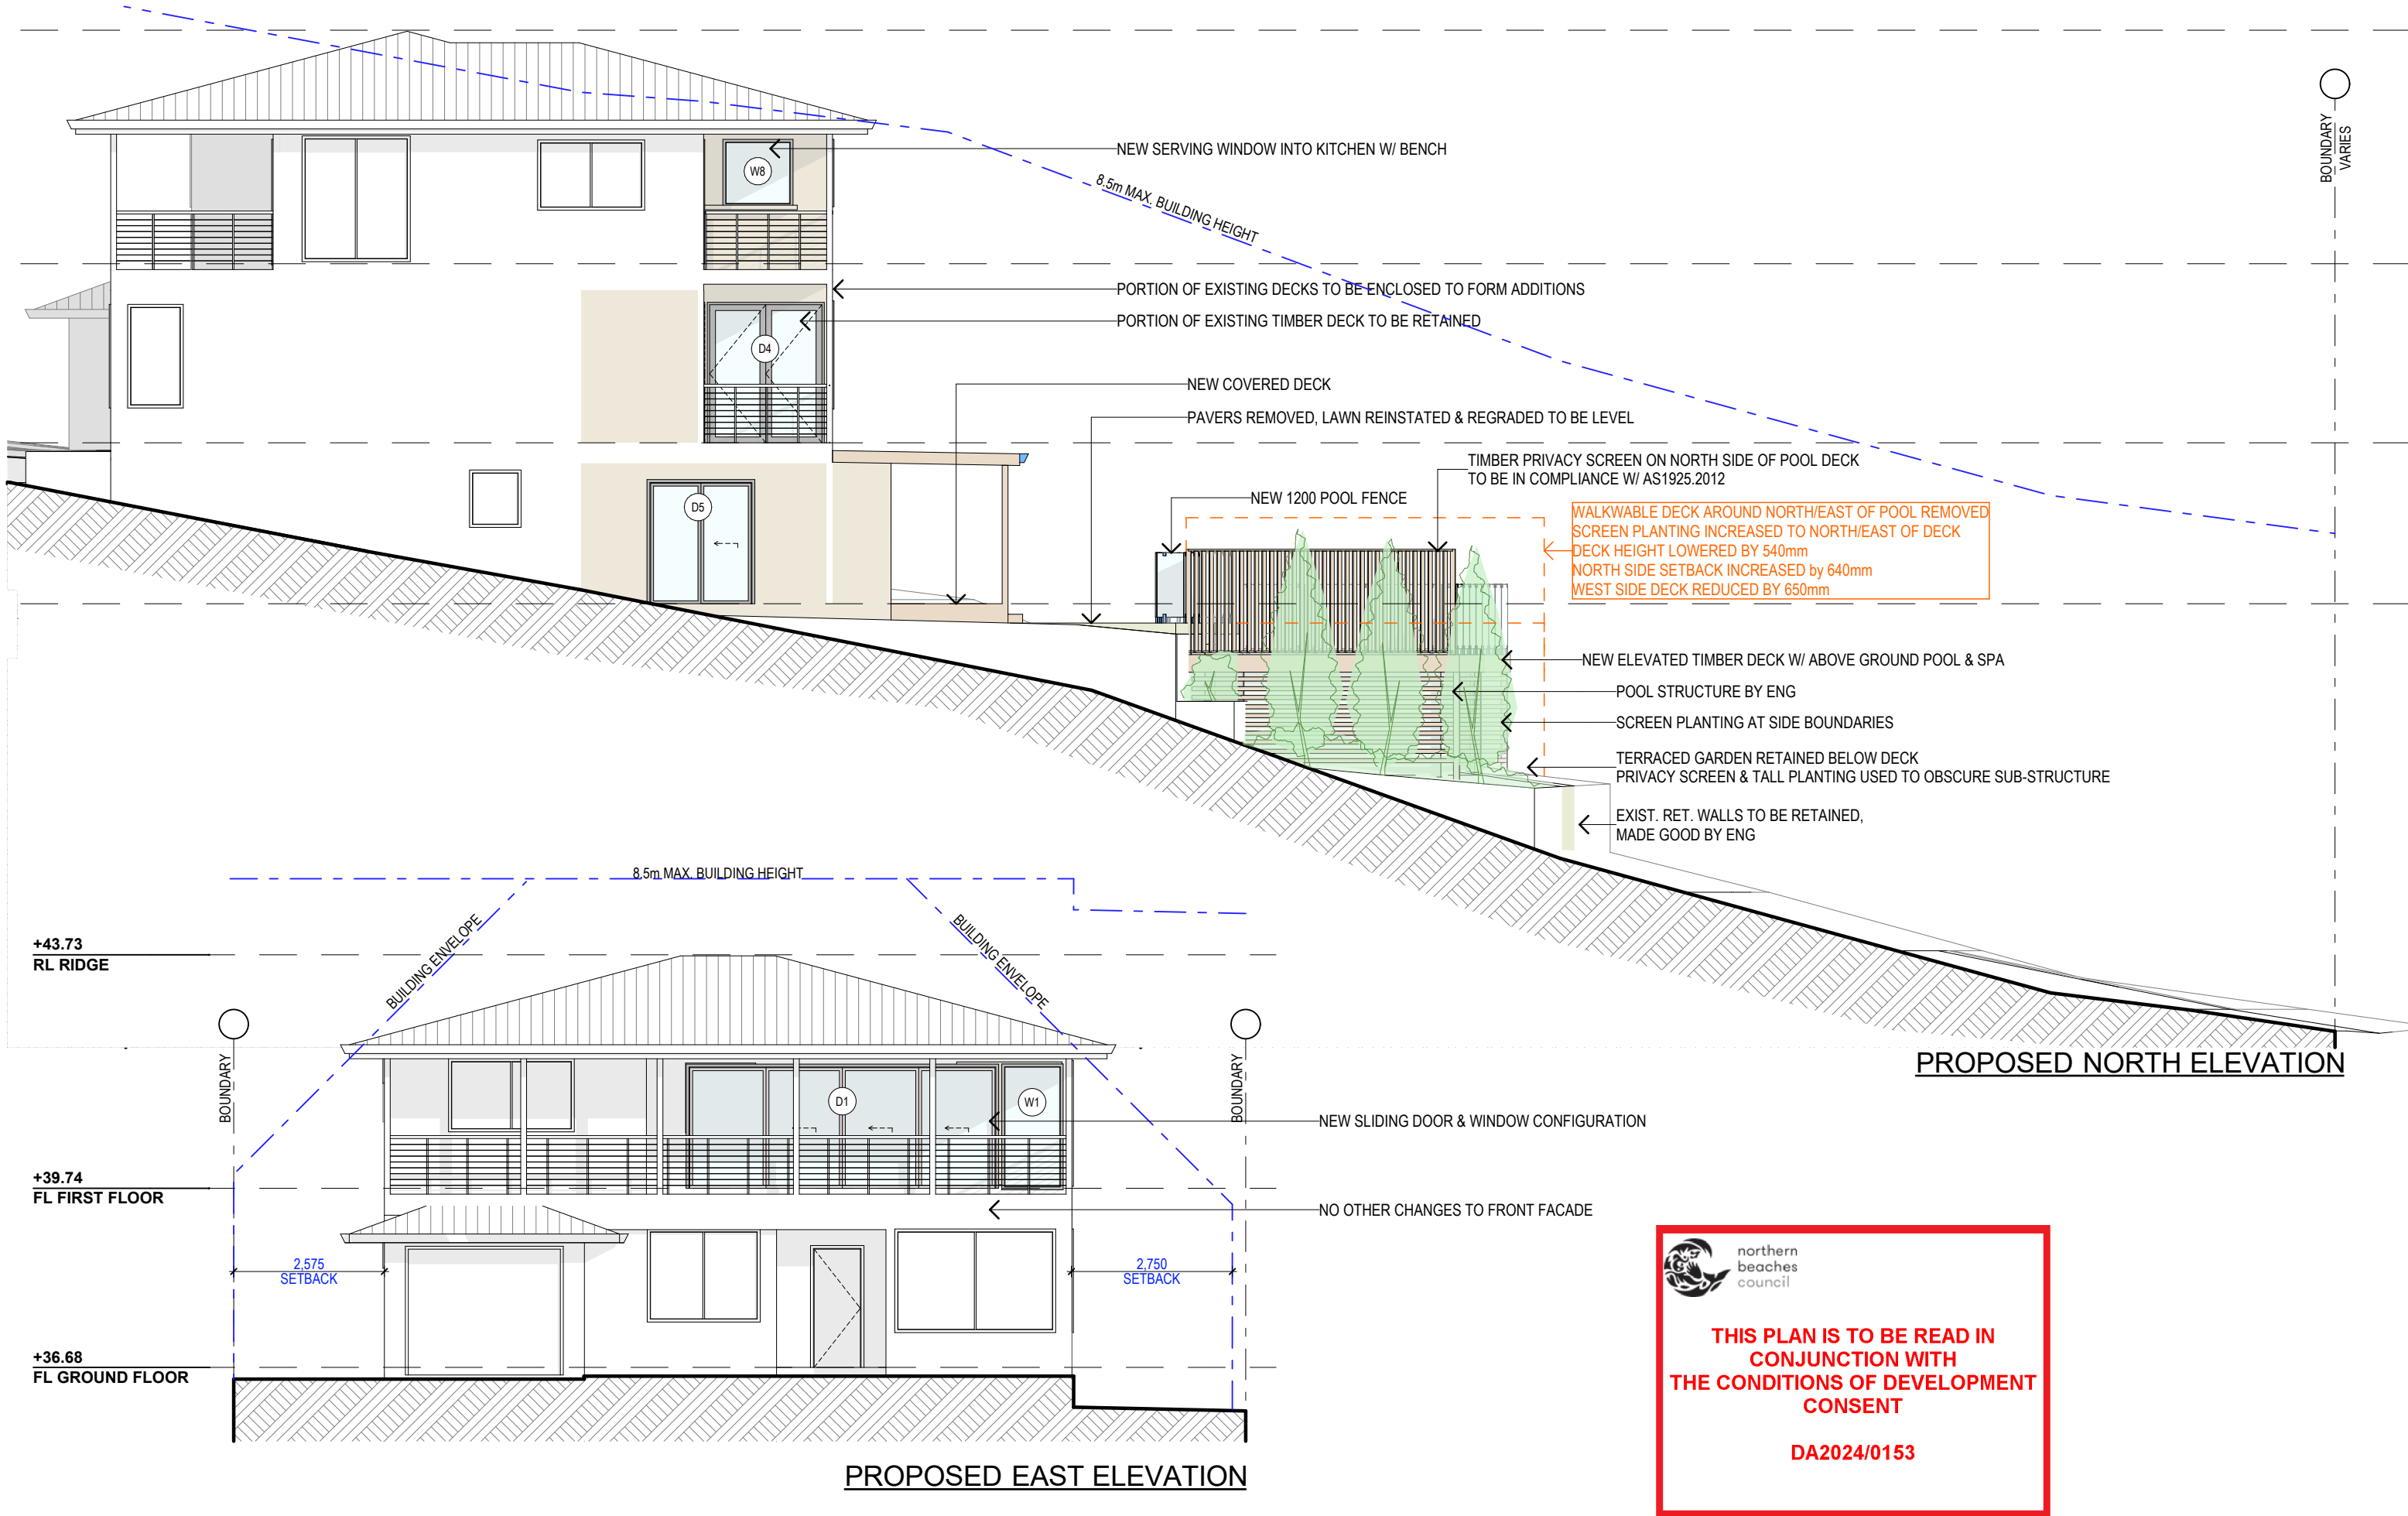 NEW SERVING WINDOW INTO KITCHEN W/ BENCH
W8
8.5m MAX. BUILDING HEIGHT
BOUNDARY
VARIES
PORTION OF EXISTING DECKS TO BE ENCLOSED TO FORM ADDITIONS
PORTION OF EXISTING TIMBER DECK TO BE RETAINED
D4
NEW COVERED DECK
PAVERS REMOVED, LAWN REINSTATED & REGRADED TO BE LEVEL
TIMBER PRIVACY SCREEN ON NORTH SIDE OF POOL DECK
TO BE IN COMPLIANCE W/ AS1925.2012
NEW 1200 POOL FENCE
D5
WALKWABLE DECK AROUND NORTH/EAST OF POOL REMOVED
SCREEN PLANTING INCREASED TO NORTH/EAST OF DECK
DECK HEIGHT LOWERED BY 540mm
NORTH SIDE SETBACK INCREASED by 640mm
WEST SIDE DECK REDUCED BY 650mm
NEW ELEVATED TIMBER DECK W/ ABOVE GROUND POOL & SPA
POOL STRUCTURE BY ENG
SCREEN PLANTING AT SIDE BOUNDARIES
TERRACED GARDEN RETAINED BELOW DECK
PRIVACY SCREEN & TALL PLANTING USED TO OBSCURE SUB-STRUCTURE
EXIST. RET. WALLS TO BE RETAINED,
MADE GOOD BY ENG
PROPOSED NORTH ELEVATION
8.5m MAX. BUILDING HEIGHT
BUILDING ENVELOPE
BUILDING ENVELOPE
+43.73
RL RIDGE
BOUNDARY
BOUNDARY
D1
W1
NEW SLIDING DOOR & WINDOW CONFIGURATION
+39.74
FL FIRST FLOOR
NO OTHER CHANGES TO FRONT FACADE
2,575
SETBACK
2,750
SETBACK
+36.68
FL GROUND FLOOR
PROPOSED EAST ELEVATION
northern
beaches
council
THIS PLAN IS TO BE READ IN
CONJUNCTION WITH
THE CONDITIONS OF DEVELOPMENT
CONSENT
DA2024/0153